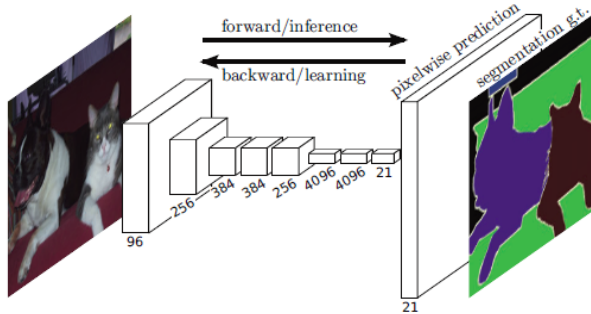 forward/inference
backward/learning
pixelwise prediction
segmentation g.t.
96
256
384
384
256
4096
4096
21
21